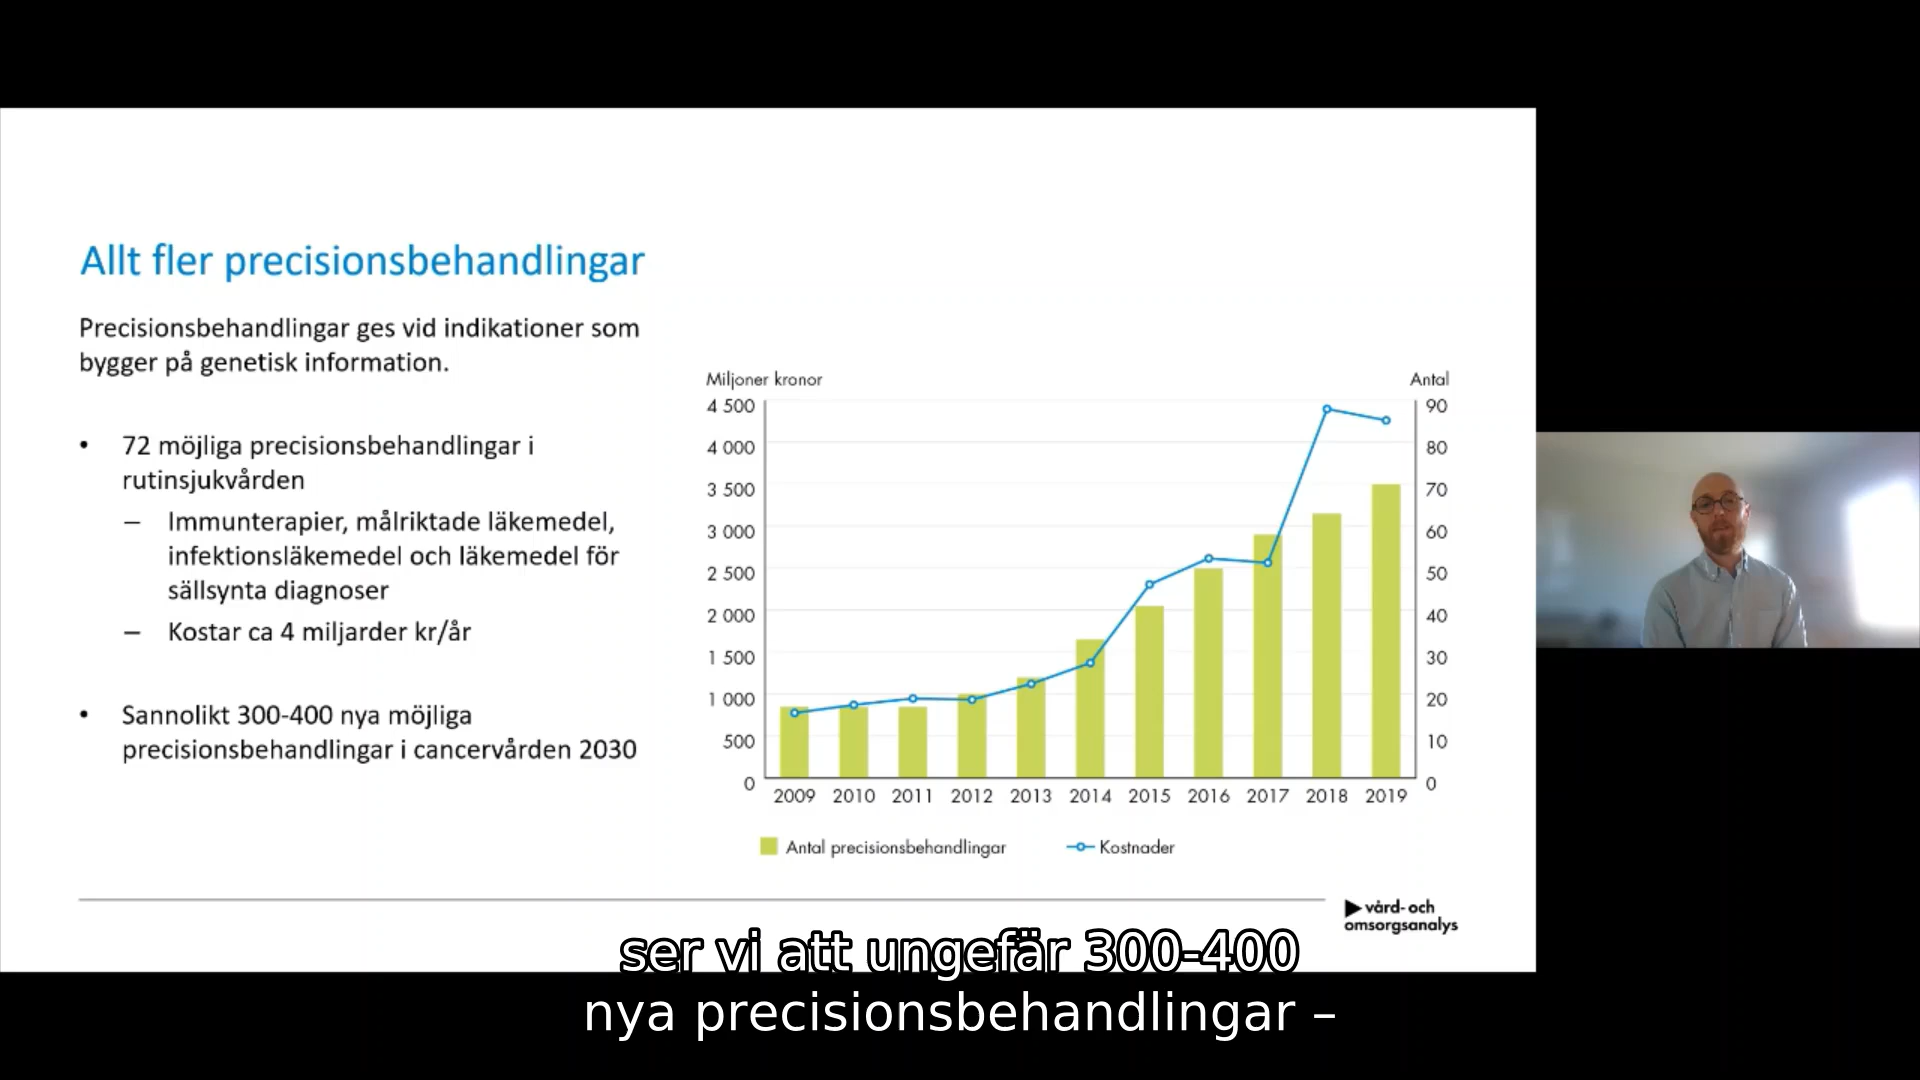 Allt fler precisionsbehandlingar
Precisionsbehandlingar ges vid indikationer som
bygger på genetisk information.
• 72 möjliga precisionsbehandlingar i
rutinsjukvården
– Immunterapier, målriktade läkemedel,
infektionsläkemedel och läkemedel för
sällsynta diagnoser
– Kostar ca 4 miljarder kr/år
• Sannolikt 300-400 nya möjliga
precisionsbehandlingar i cancervården 2030
Miljoner kronor
Antal
4 500
4 000
3 500
3 000
2 500
2 000
1 500
1 000
500
0
90
80
70
60
50
40
30
20
10
0
2009 2010 2011 2012 2013 2014 2015 2016 2017 2018 2019
Antal precisionsbehandlingar
Kostnader
vård- och
omsorgsanalys
ser vi att ungefär 300-400
nya precisionsbehandlingar –